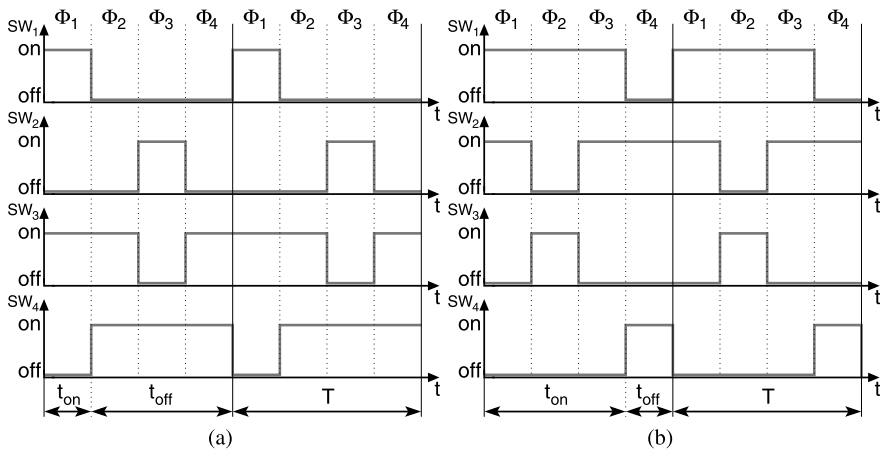 Φ1 Φ2 Φ3 Φ4 Φ1 Φ2 Φ3 Φ4
SW1
on
off
t
SW2
on
off
t
SW3
on
off
t
SW4
on
off
t
ton toff T
(a)
Φ1 Φ2 Φ3 Φ4 Φ1 Φ2 Φ3 Φ4
SW1
on
off
t
SW2
on
off
t
SW3
on
off
t
SW4
on
off
t
ton toff T
(b)